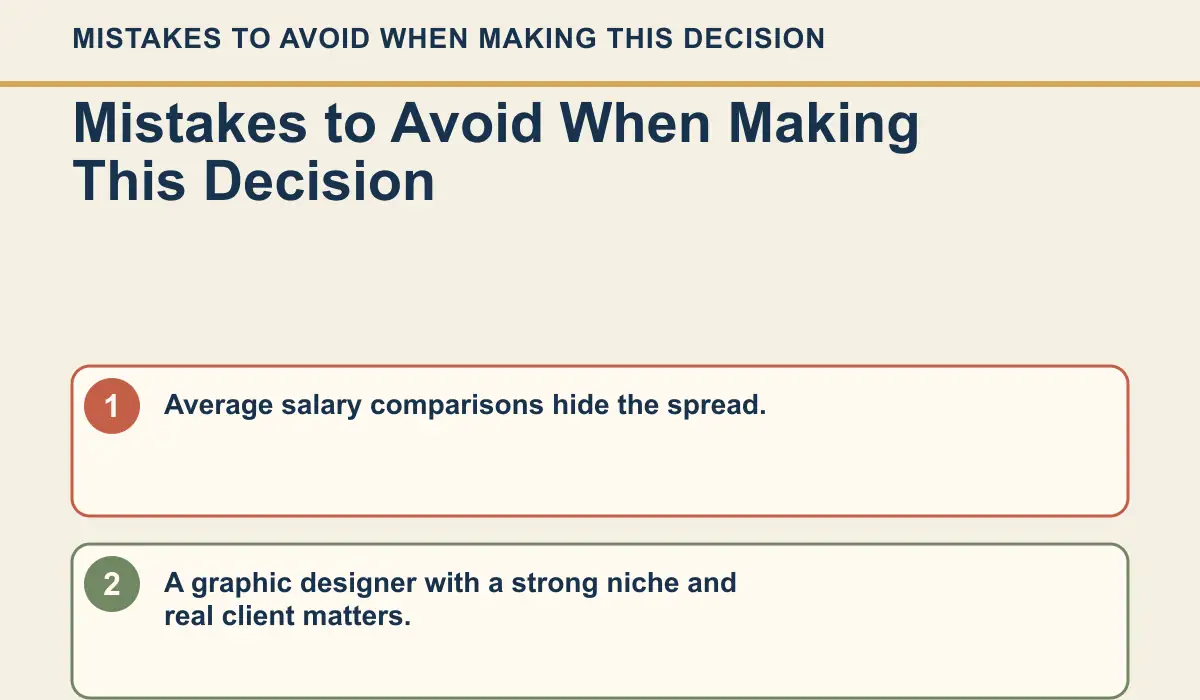 MISTAKES TO AVOID WHEN MAKING THIS DECISION
Mistakes to Avoid When Making
This Decision
1
Average salary comparisons hide the spread.
2
A graphic designer with a strong niche and
real client matters.